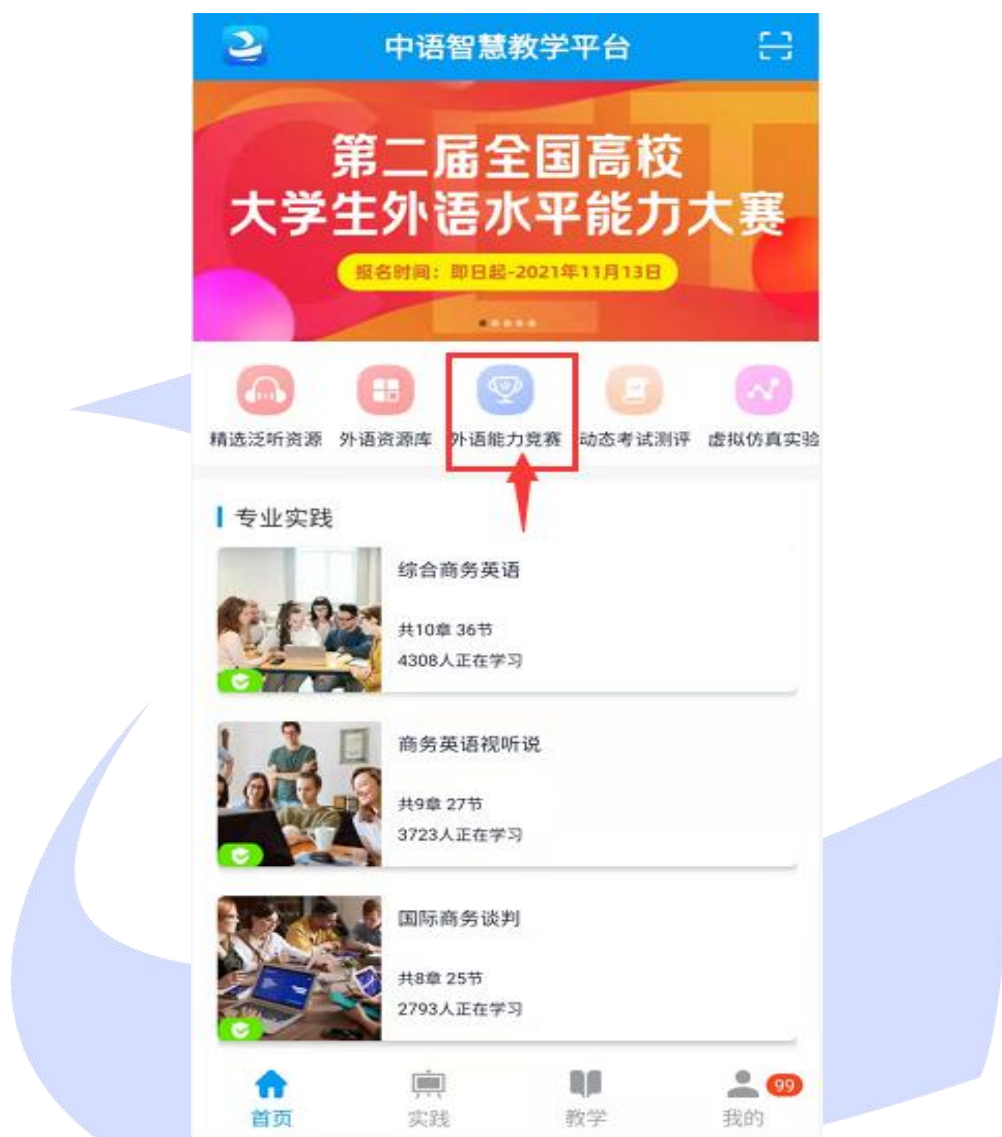 中语智慧教学平台
第二届全国高校
大学生外语水平能力大赛
报名时间：即日起-2021年11月13日
精选泛听资源 外语资源库 外语能力竞赛 动态考试测评 虚拟仿真实验
专业实践
综合商务英语
共10章 36节
4308人正在学习
商务英语视听说
共9章 27节
3723人正在学习
国际商务谈判
共8章 25节
2793人正在学习
99
首页 实践 教学 我的